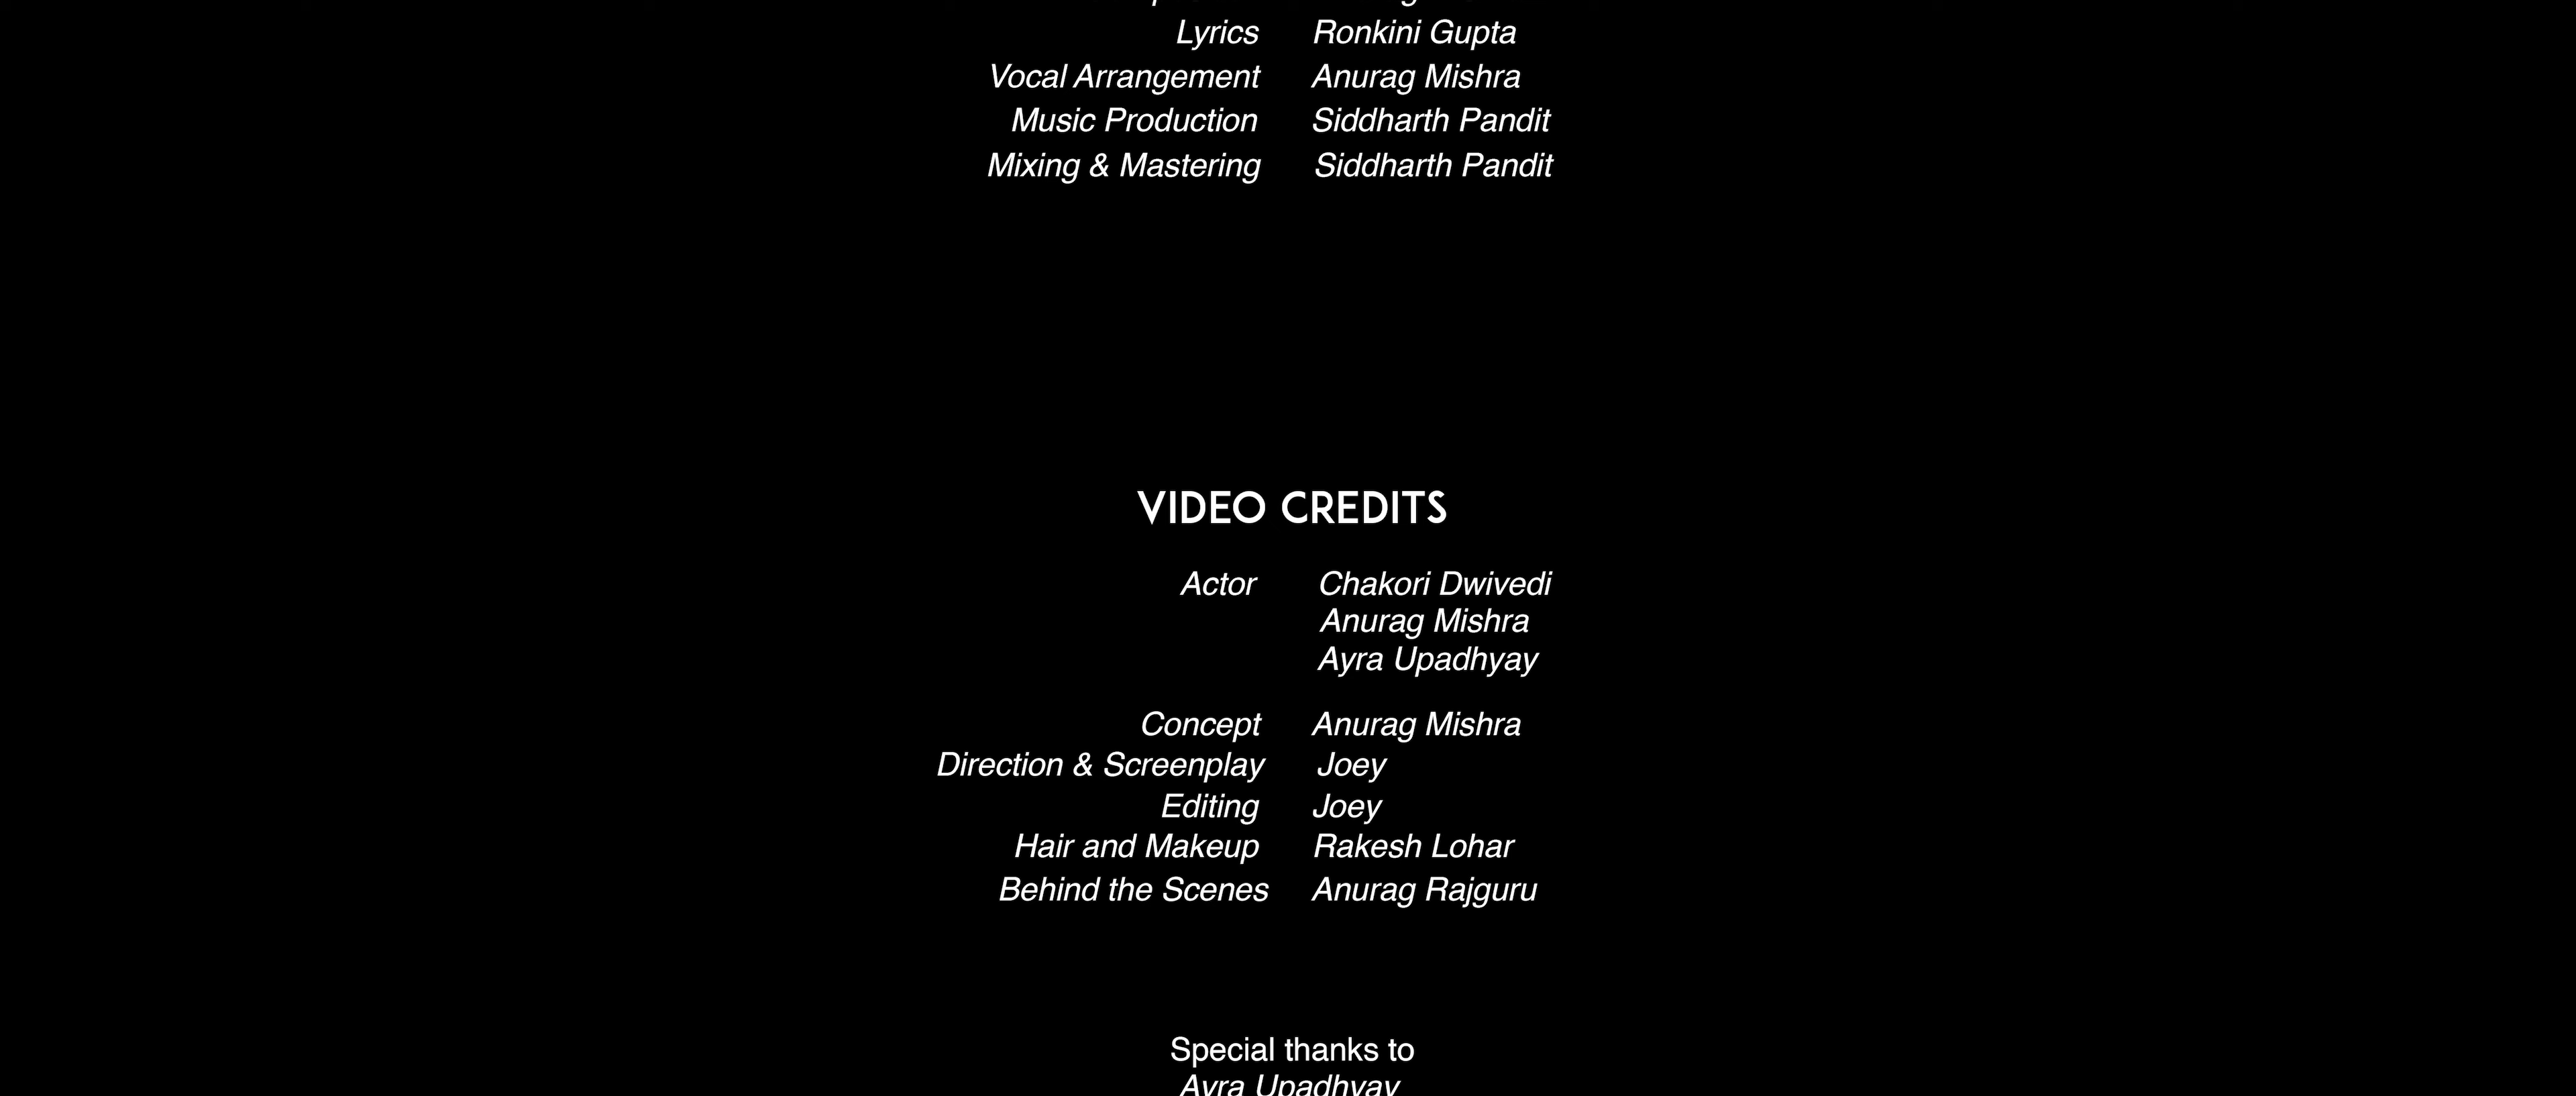 Lyrics Ronkini Gupta
Vocal Arrangement Anurag Mishra
Music Production Siddharth Pandit
Mixing & Mastering Siddharth Pandit
VIDEO CREDITS
Actor Chakori Dwivedi
Anurag Mishra
Ayra Upadhyay
Concept Anurag Mishra
Direction & Screenplay Joey
Editing Joey
Hair and Makeup Rakesh Lohar
Behind the Scenes Anurag Rajguru
Special thanks to
Ayra Upadhyay